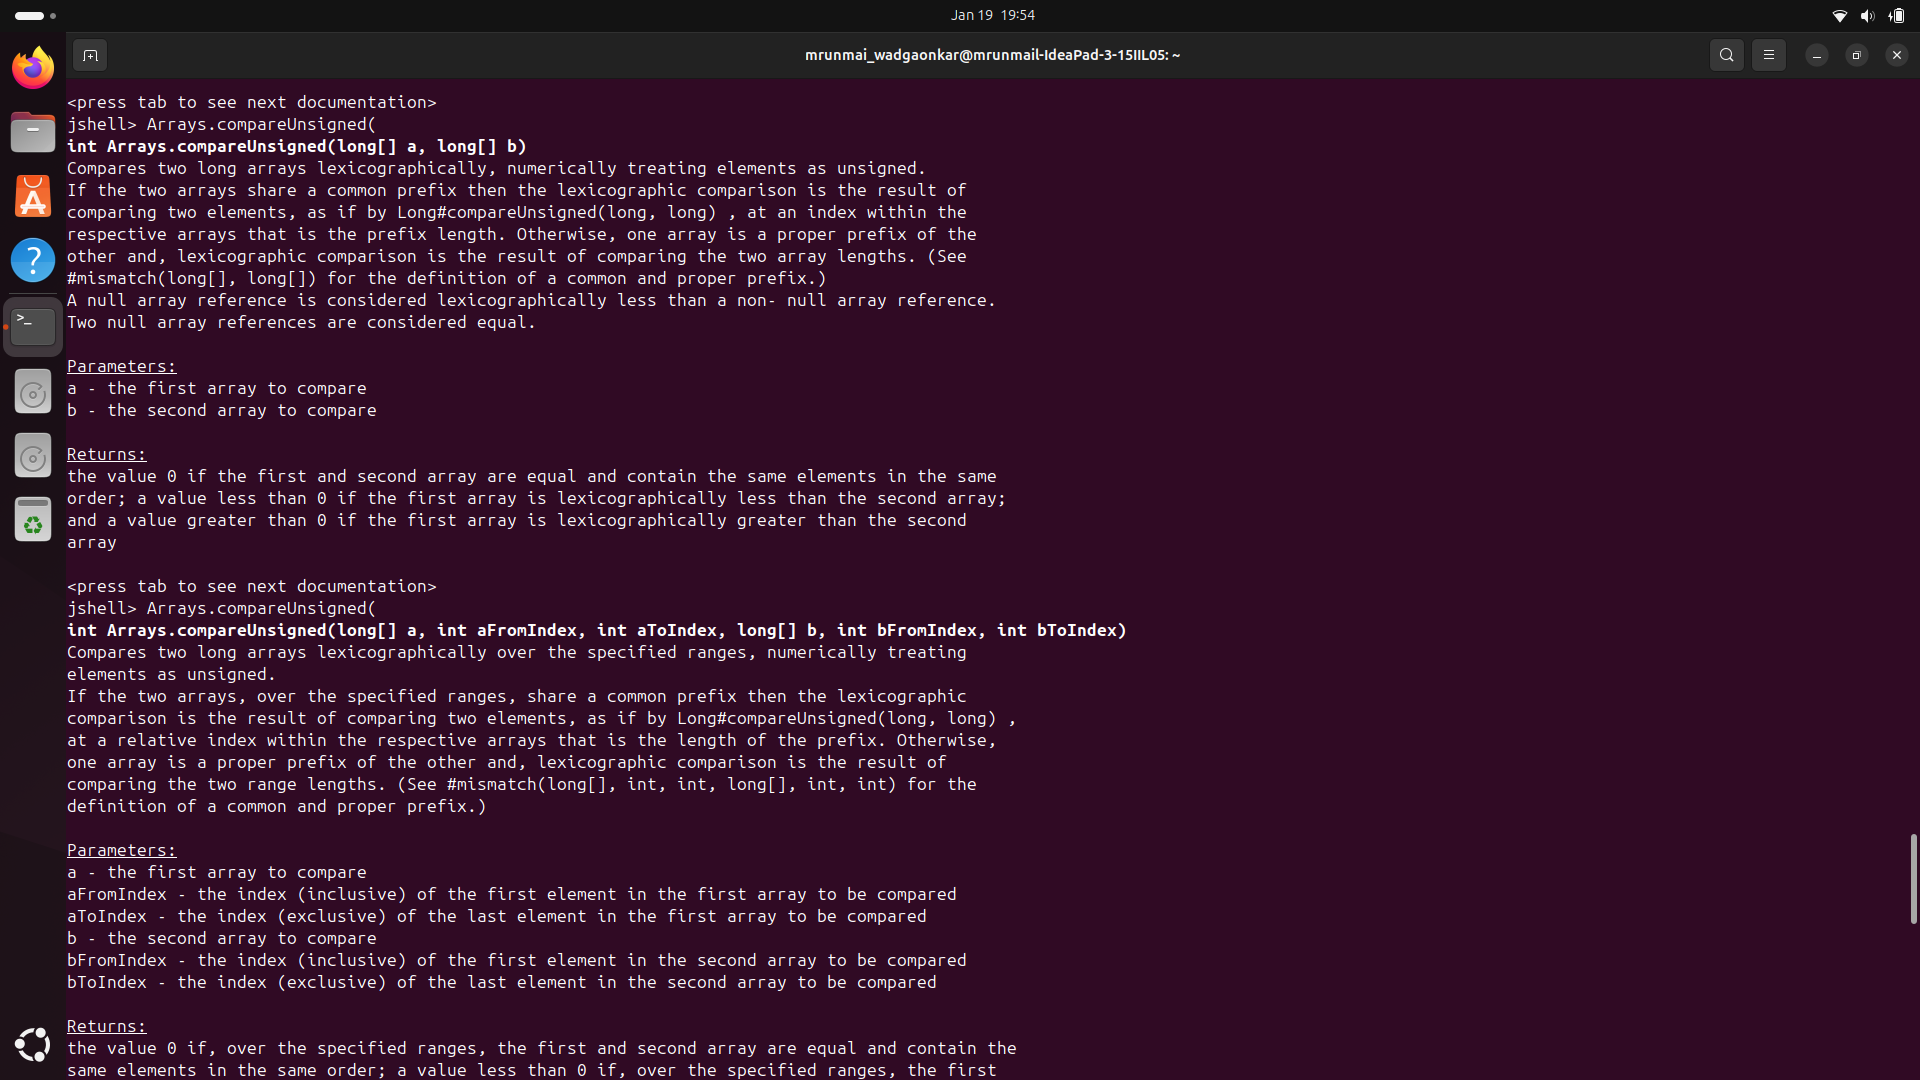 Jan 19 19:54
mrunmai_wadgaonkar@mrunmail-IdeaPad-3-15IIL05: ~
<press tab to see next documentation>
jshell> Arrays.compareUnsigned(
int Arrays.compareUnsigned(long[] a, long[] b)
Compares two long arrays lexicographically, numerically treating elements as unsigned.
If the two arrays share a common prefix then the lexicographic comparison is the result of
comparing two elements, as if by Long#compareUnsigned(long, long) , at an index within the
respective arrays that is the prefix length. Otherwise, one array is a proper prefix of the
other and, lexicographic comparison is the result of comparing the two array lengths. (See
#mismatch(long[], long[]) for the definition of a common and proper prefix.)
A null array reference is considered lexicographically less than a non- null array reference.
Two null array references are considered equal.
Parameters:
a - the first array to compare
b - the second array to compare
Returns:
the value 0 if the first and second array are equal and contain the same elements in the same
order; a value less than 0 if the first array is lexicographically less than the second array;
and a value greater than 0 if the first array is lexicographically greater than the second
array
<press tab to see next documentation>
jshell> Arrays.compareUnsigned(
int Arrays.compareUnsigned(long[] a, int aFromIndex, int aToIndex, long[] b, int bFromIndex, int bToIndex)
Compares two long arrays lexicographically over the specified ranges, numerically treating
elements as unsigned.
If the two arrays, over the specified ranges, share a common prefix then the lexicographic
comparison is the result of comparing two elements, as if by Long#compareUnsigned(long, long) ,
at a relative index within the respective arrays that is the length of the prefix. Otherwise,
one array is a proper prefix of the other and, lexicographic comparison is the result of
comparing the two range lengths. (See #mismatch(long[], int, int, long[], int, int) for the
definition of a common and proper prefix.)
Parameters:
a - the first array to compare
aFromIndex - the index (inclusive) of the first element in the first array to be compared
aToIndex - the index (exclusive) of the last element in the first array to be compared
b - the second array to compare
bFromIndex - the index (inclusive) of the first element in the second array to be compared
bToIndex - the index (exclusive) of the last element in the second array to be compared
Returns:
the value 0 if, over the specified ranges, the first and second array are equal and contain the
same elements in the same order; a value less than 0 if, over the specified ranges, the first